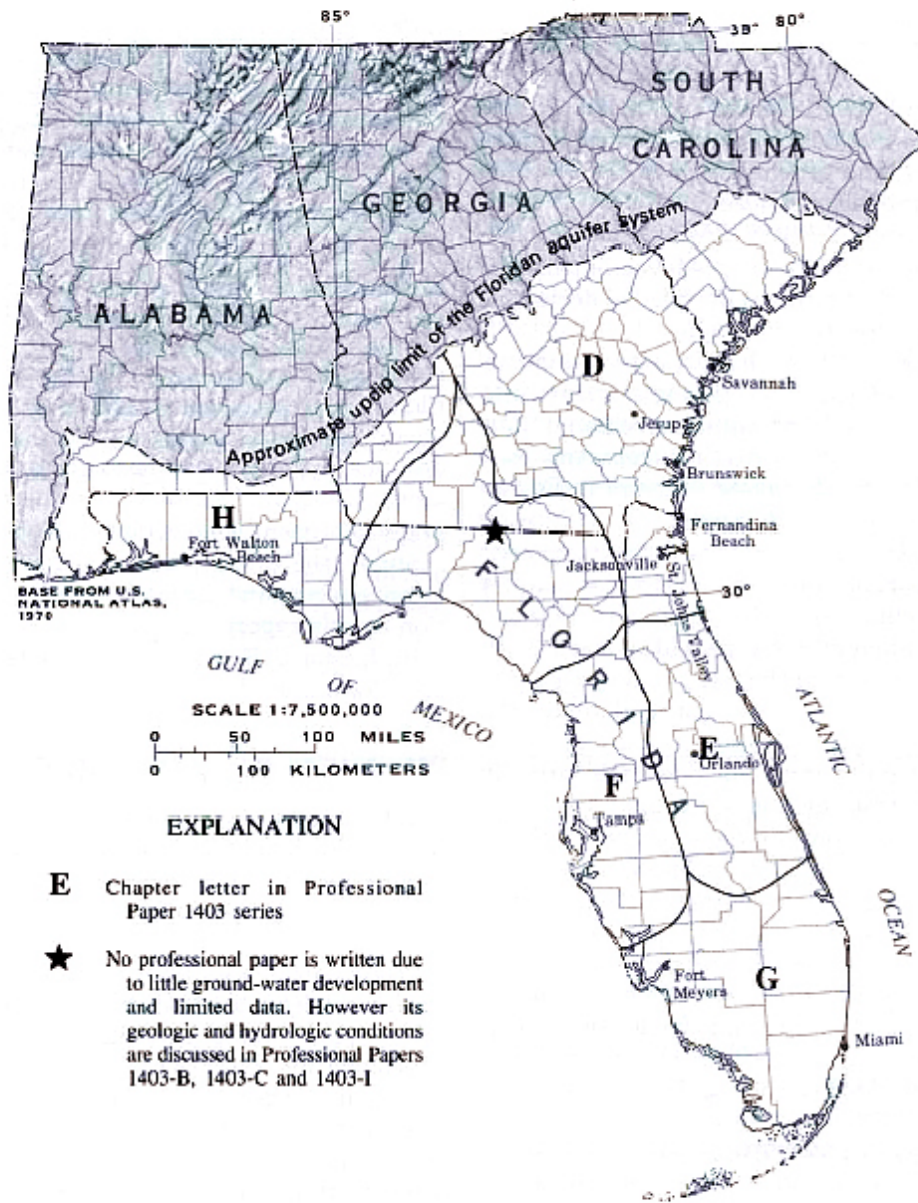 85°
39°
80°
SOUTH
CAROLINA
GEORGIA
ALABAMA
Approximate updip limit of the Floridan aquifer system
D
Savannah
Jesup
Brunswick
H
Fort Walton
Beach
Fernandina
Beach
Jacksonville
St. Johns Valley
30°
BASE FROM U.S.
NATIONAL ATLAS,
1970
FLORIDA
GULF
OF
MEXICO
ATLANTIC
OCEAN
SCALE 1:7,500,000
0 50 100 MILES
0 100 KILOMETERS
E
Orlando
F
Tampa
G
Fort
Meyers
Miami
EXPLANATION
E Chapter letter in Professional
Paper 1403 series
★ No professional paper is written due
to little ground-water development
and limited data. However its
geologic and hydrologic conditions
are discussed in Professional Papers
1403-B, 1403-C and 1403-I